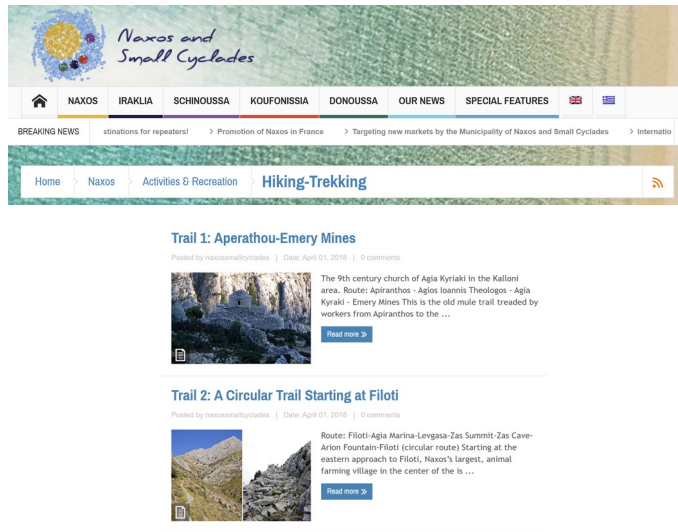 Naxos and
Small Cyclades
NAXOS IRAKLIA SCHINOUSSA KOUFONISSIA DONOUSSA OUR NEWS SPECIAL FEATURES
BREAKING NEWS stinations for repeaters! > Promotion of Naxos in France > Targeting new markets by the Municipality of Naxos and Small Cyclades > Internatio
Home > Naxos > Activities & Recreation > Hiking-Trekking
Trail 1: Aperathou-Emery Mines
Posted by naxossmallcyclades | Date: April 01, 2018 | 0 comments
The 9th century church of Agia Kyriaki in the Kalloni
area. Route: Apiranthos - Agios Ioannis Theologos - Agia
Kyraki - Emery Mines This is the old mule trail treaded by
workers from Apiranthos to the ...
Read more »
Trail 2: A Circular Trail Starting at Filoti
Posted by naxossmallcyclades | Date: April 01, 2018 | 0 comments
Route: Filoti-Agia Marina-Levgasa-Zas Summit-Zas Cave-
Arion Fountain-Filoti (circular route) Starting at the
eastern approach to Filoti, Naxos's largest, animal
farming village in the center of the is ...
Read more »